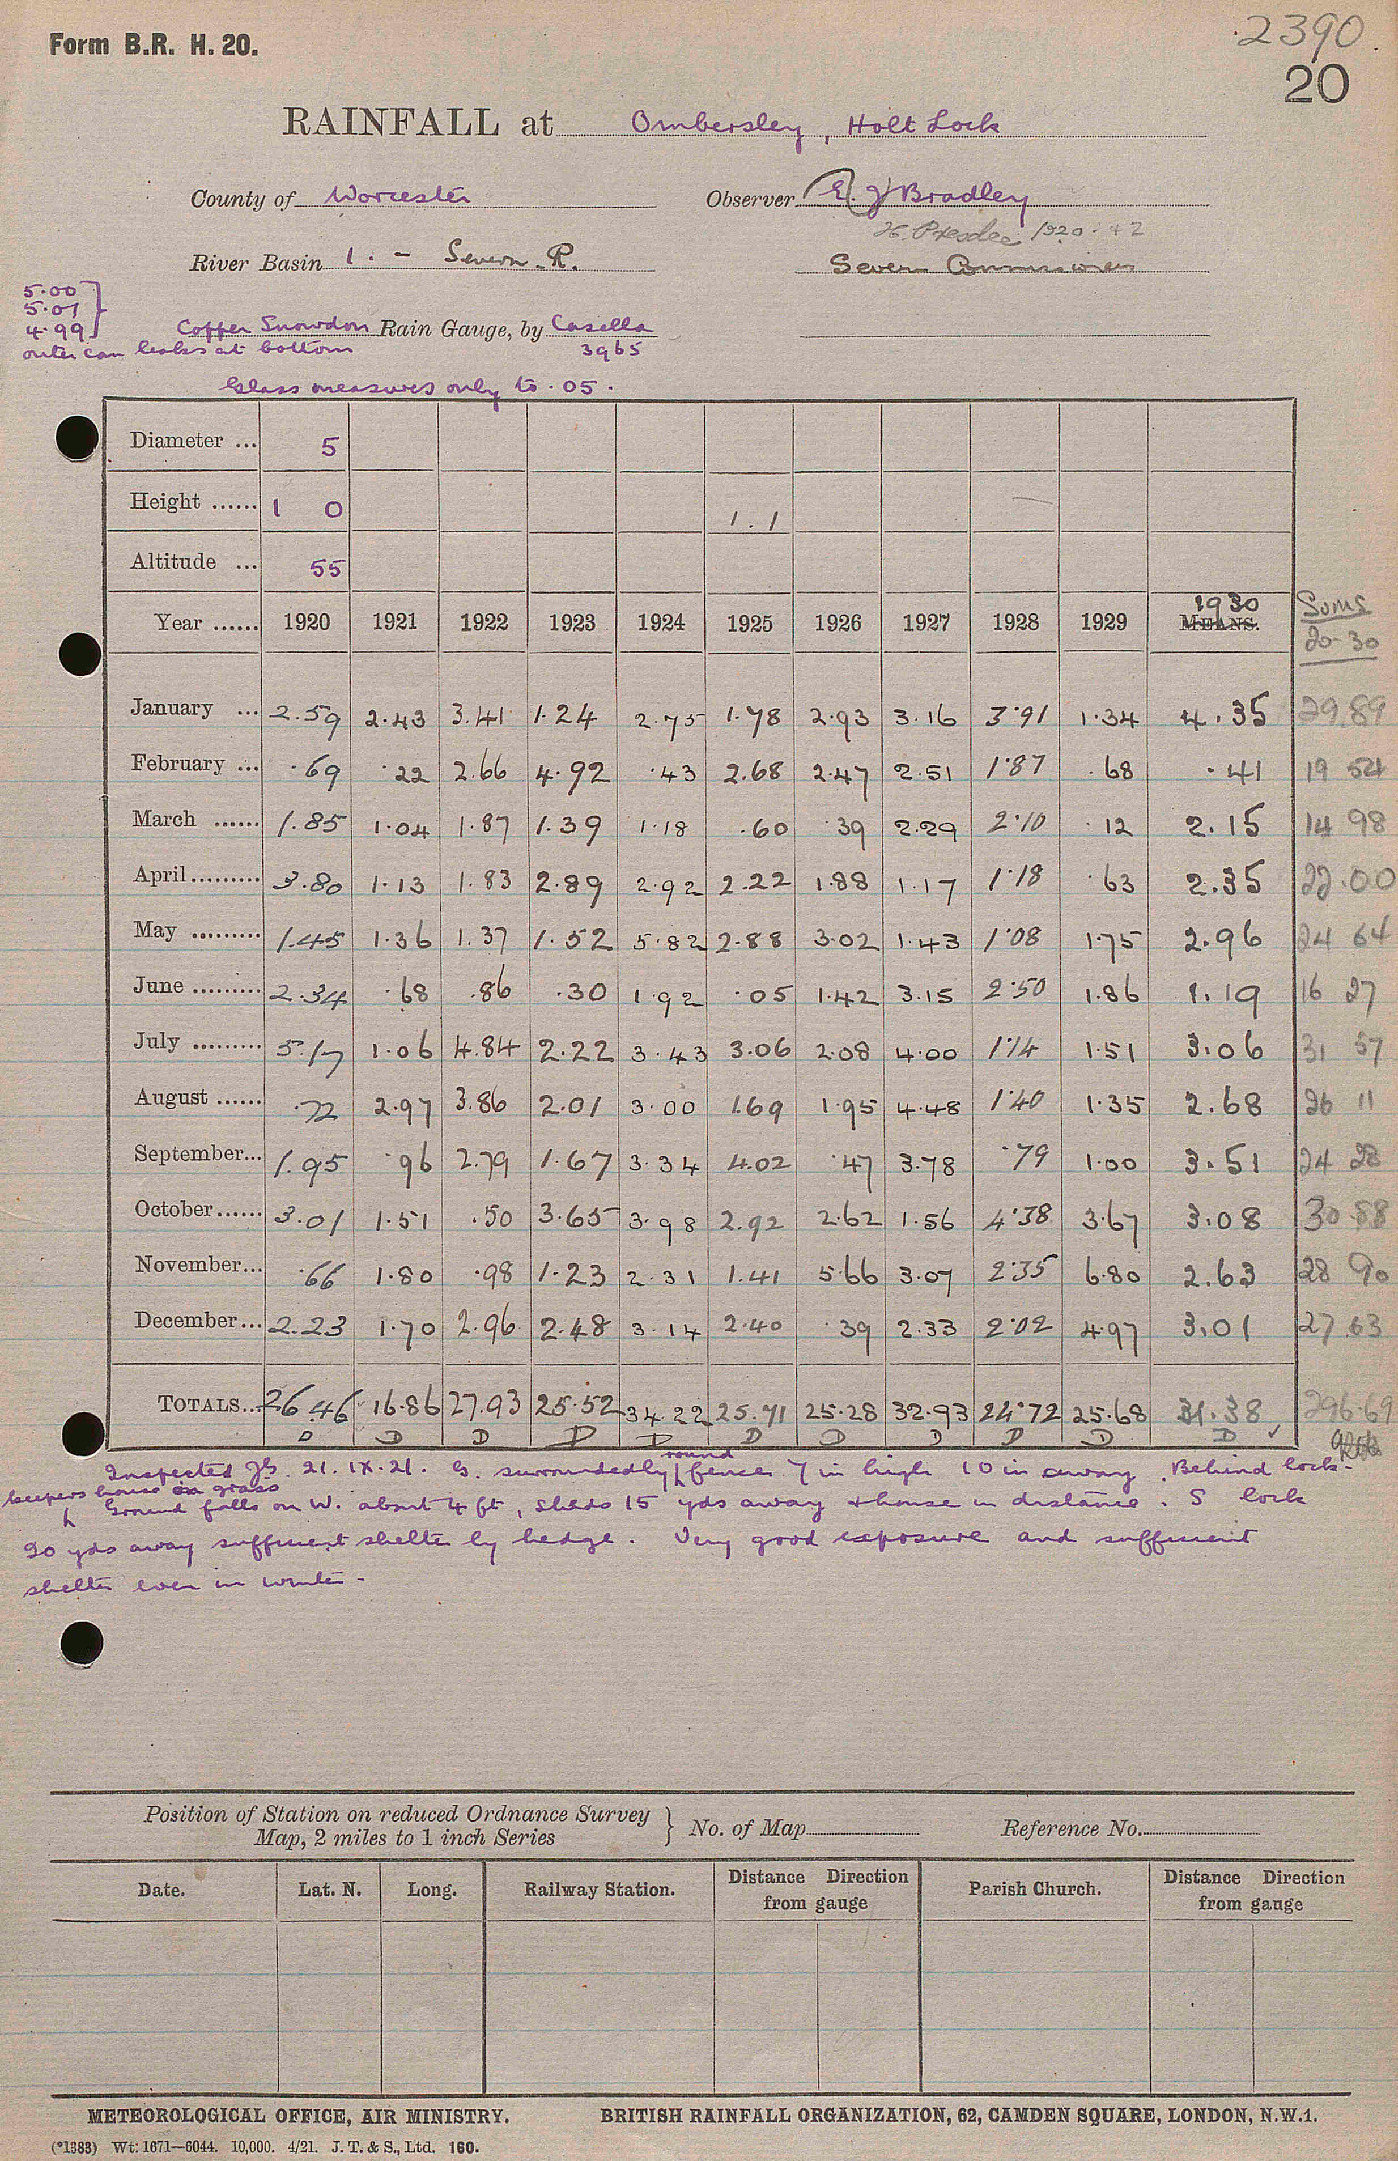 Form B.R. H. 20.
2390
20
RAINFALL at Ombersley, Holt Lock
County of Worcester Observer E. J Bradley
H. Presdee 1920-42
River Basin 1. - Severn R. Severn Commissioners
5.00
5.01
4.99
Copper Snowdon Rain Gauge, by Casella
outer can leaks at bottom 3965
Glass measures only to .05.
Diameter ... 5
Height ...... 1 0 1.1
Altitude ... 55
Year ...... 1920 1921 1922 1923 1924 1925 1926 1927 1928 1929 MEANS. 1930 Sums 20-30
January ... 2.59 2.43 3.41 1.24 2.75 1.78 2.93 3.16 3.91 1.34 4.35 29.89
February ... .69 .22 2.66 4.92 .43 2.68 2.47 2.51 1.87 .68 .41 19 54
March ...... 1.85 1.04 1.87 1.39 1.18 .60 .39 2.29 2.10 .12 2.15 14 98
April ......... 3.80 1.13 1.83 2.89 2.92 2.22 1.88 1.17 1.18 .63 2.35 22.00
May ......... 1.45 1.36 1.37 1.52 5.82 2.88 3.02 1.43 1.08 1.75 2.96 24 64
June ......... 2.34 .68 .86 .30 1.92 .05 1.42 3.15 2.50 1.86 1.19 16 27
July ......... 5.17 1.06 4.84 2.22 3.43 3.06 2.08 4.00 1.14 1.51 3.06 31 57
August ...... .72 2.97 3.86 2.01 3.00 1.69 1.95 4.48 1.40 1.35 2.68 26 11
September... 1.95 .96 2.79 1.67 3.34 4.02 .47 3.78 .79 1.00 3.51 24 28
October ...... 3.01 1.51 .50 3.65 3.98 2.92 2.62 1.56 4.38 3.67 3.08 30 88
November... .66 1.80 .98 1.23 2.31 1.41 5.66 3.07 2.35 6.80 2.63 28 90
December ... 2.23 1.70 2.96 2.48 3.14 2.40 .39 2.33 2.02 4.97 3.01 27.63
TOTALS... 26.46 16.86 27.93 25.52 34.22 25.71 25.28 32.93 24.72 25.68 31.38 296.69
D D D D D D D D D D D ✓
Inspected 21.IX.21. G. surrounded by round fence 7 in high 10 in away. Behind lock-
keepers house on grass
Ground falls on W. about 4 ft, sheds 15 yds away & house in distance. S lock
20 yds away sufficient shelter by hedge. Very good exposure and sufficient
shelter even in winter.
Position of Station on reduced Ordnance Survey
Map, 2 miles to 1 inch Series } No. of Map Reference No.
Date. Lat. N. Long. Railway Station. Distance Direction from gauge Parish Church. Distance Direction from gauge
METEOROLOGICAL OFFICE, AIR MINISTRY. BRITISH RAINFALL ORGANIZATION, 62, CAMDEN SQUARE, LONDON, N.W.1.
(*1383) Wt: 1671—6044. 10,000. 4/21. J. T. & S., Ltd. 160.